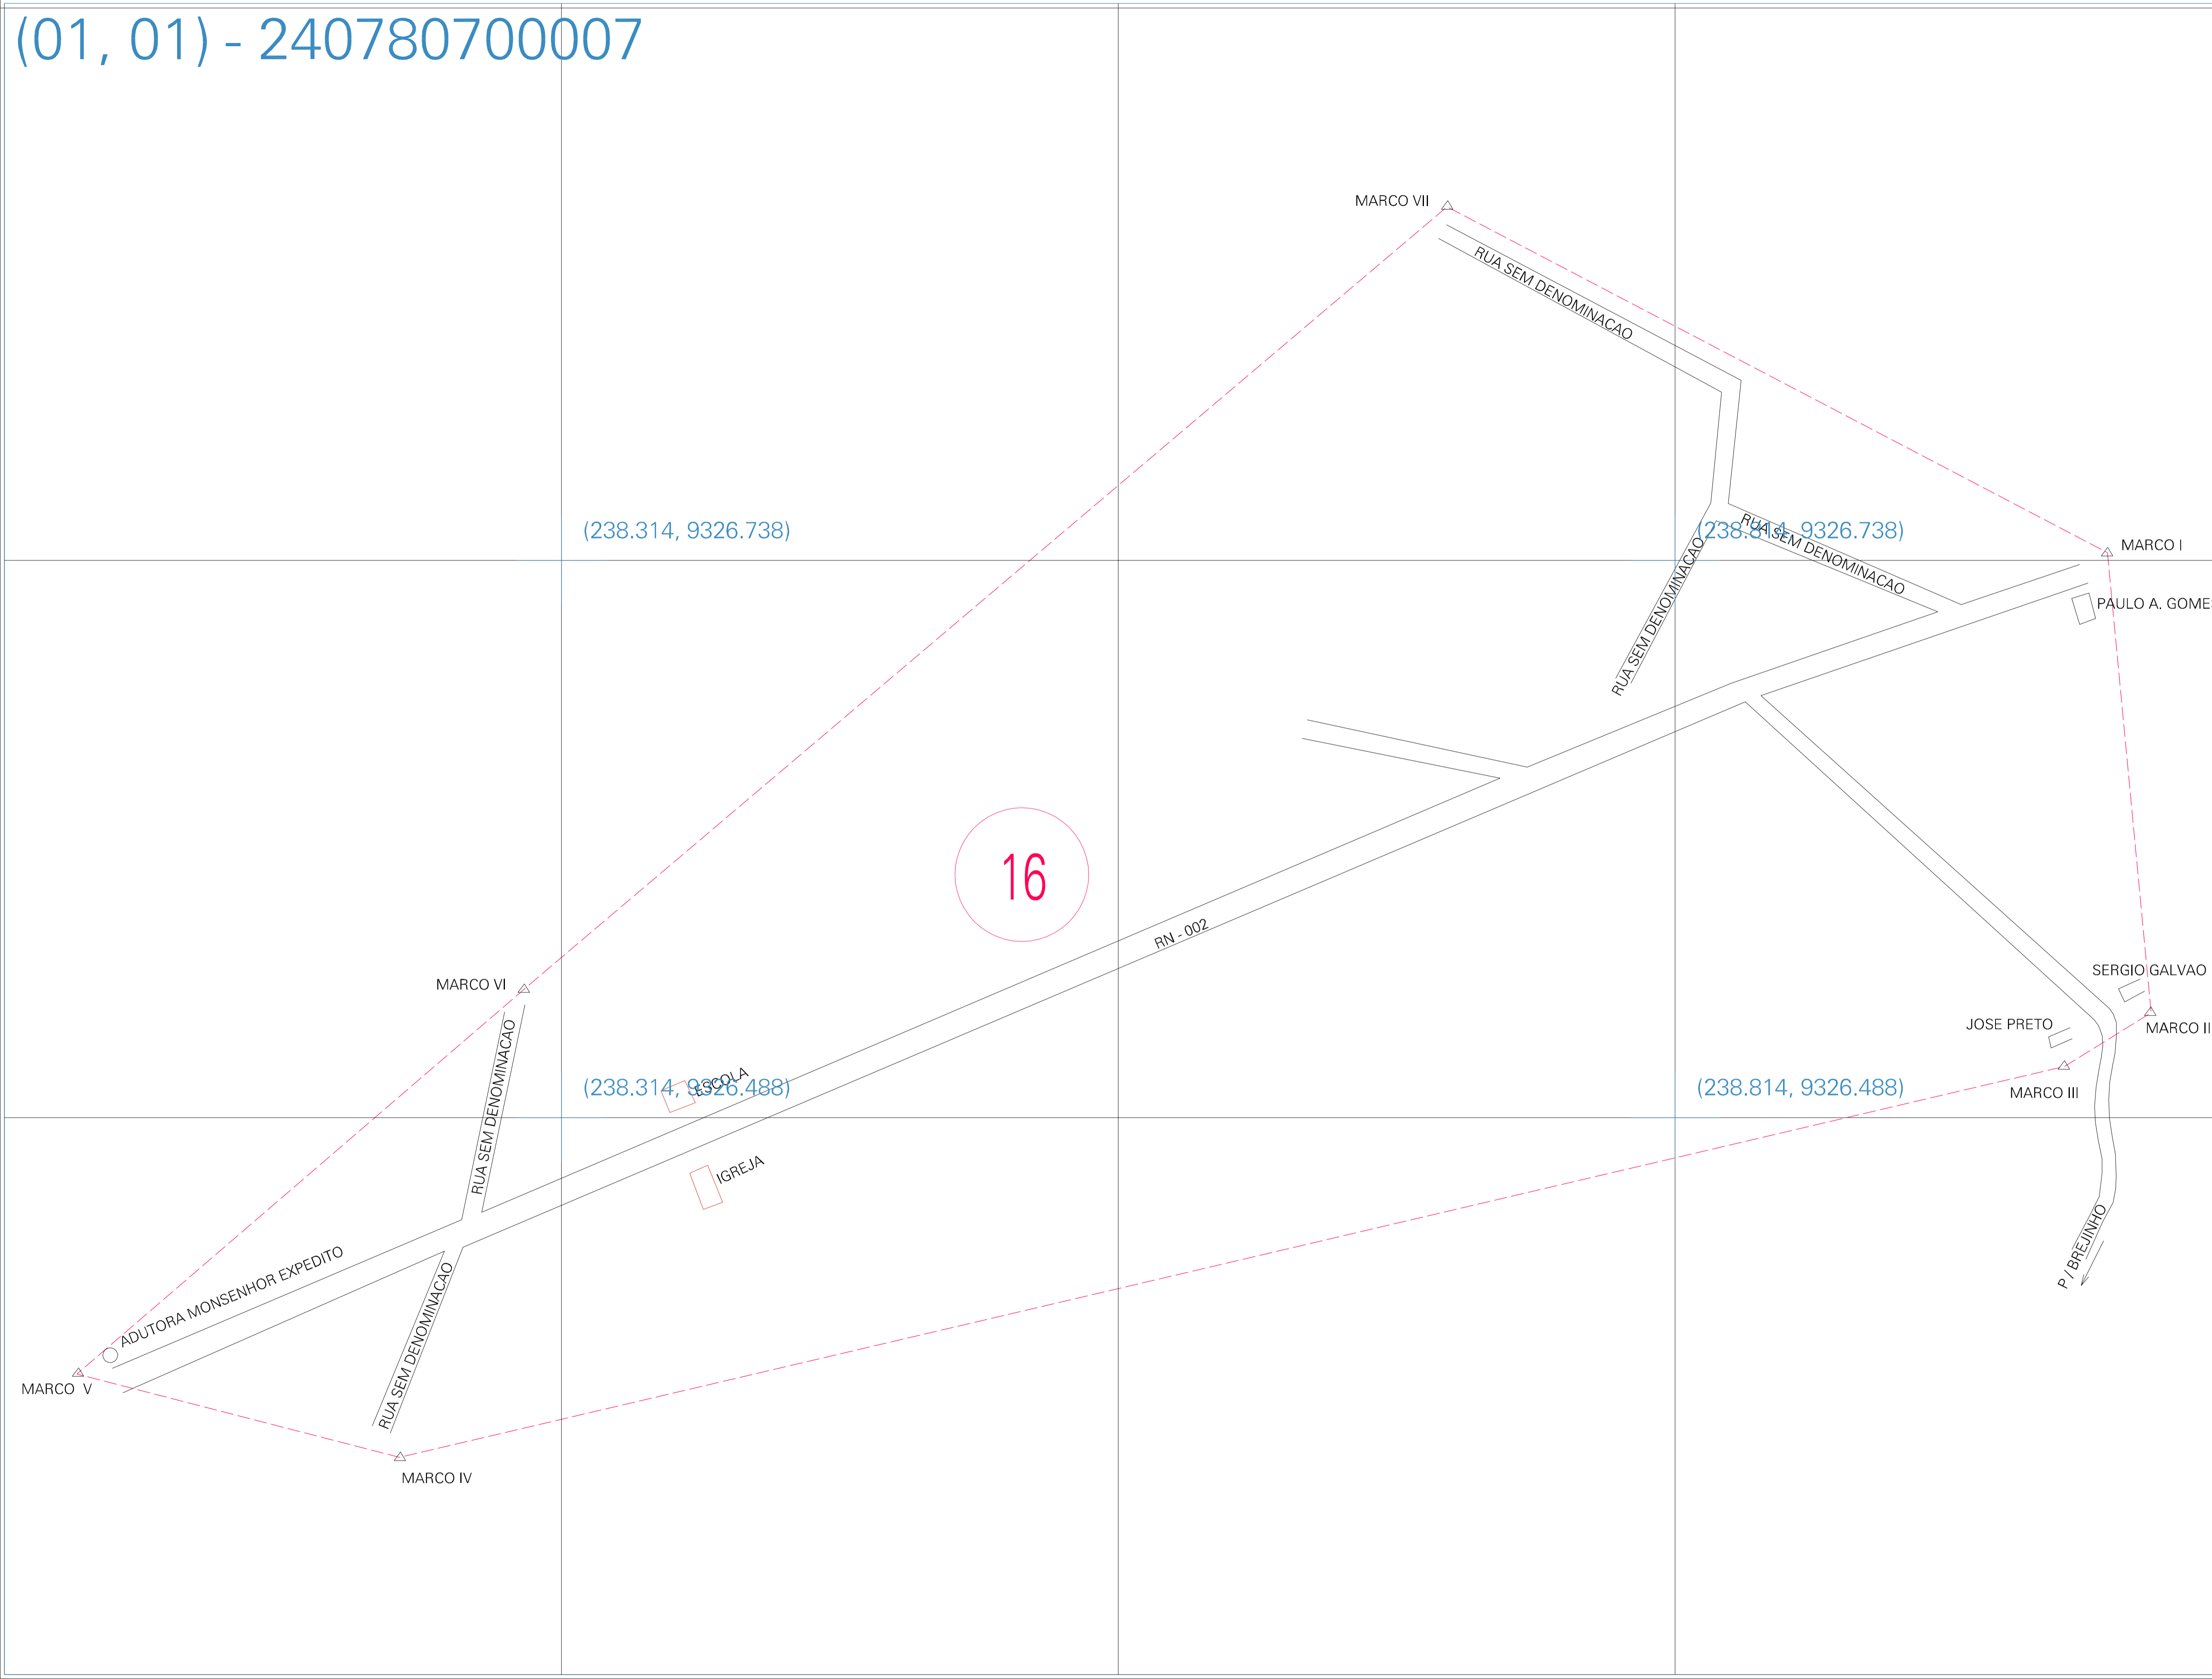 (01, 01) - 240780700007
MARCO VII
RUA SEM DENOMINACAO
(238.314, 9326.738)
(238.814, 9326.738)
RUA SEM DENOMINACAO
MARCO I
RUA SEM DENOMINACAO
PAULO A. GOME
16
RN - 002
SERGIO GALVAO
MARCO VI
JOSE PRETO
MARCO II
RUA SEM DENOMINACAO
(238.314, 9326.488)
ESCOLA
(238.814, 9326.488)
MARCO III
IGREJA
P / BREJINHO
ADUTORA MONSENHOR EXPEDITO
RUA SEM DENOMINACAO
MARCO V
MARCO IV